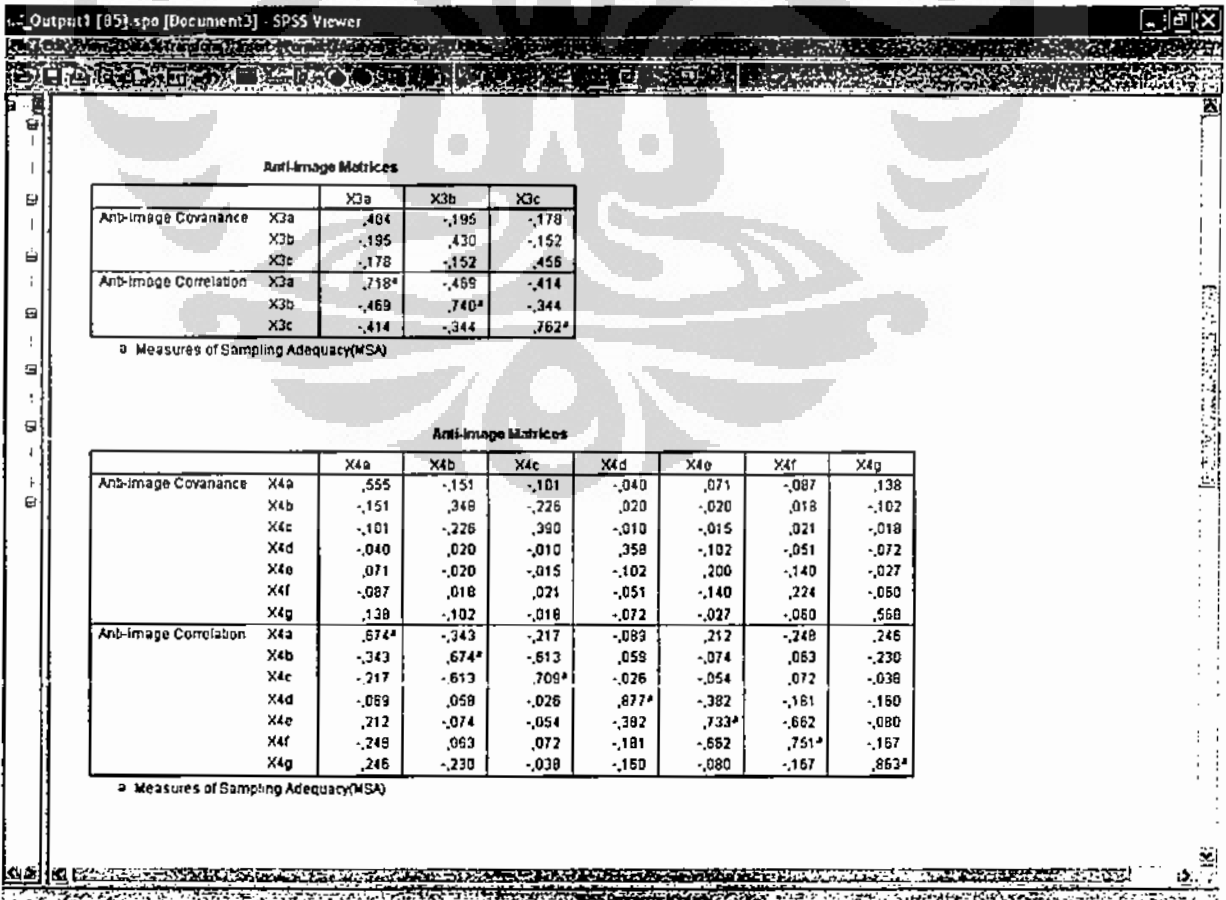 Output1 [85].spo [Document3] - SPSS Viewer
Anti-Image Matrices
X3a X3b X3c
Anti-Image Covariance X3a ,404 -,195 -,178
X3b -,195 ,430 -,152
X3c -,178 -,152 ,456
Anti-Image Correlation X3a ,718a -,469 -,414
X3b -,469 ,740a -,344
X3c -,414 -,344 ,762a
a Measures of Sampling Adequacy(MSA)
Anti-Image Matrices
X4a X4b X4c X4d X4e X4f X4g
Anti-Image Covariance X4a ,555 -,151 -,101 -,040 ,071 -,087 ,138
X4b -,151 ,348 -,226 ,020 -,020 ,018 -,102
X4c -,101 -,226 ,390 -,010 -,015 ,021 -,018
X4d -,040 ,020 -,010 ,358 -,102 -,051 -,072
X4e ,071 -,020 -,015 -,102 ,200 -,140 -,027
X4f -,087 ,018 ,021 -,051 -,140 ,224 -,060
X4g ,138 -,102 -,018 -,072 -,027 -,060 ,568
Anti-Image Correlation X4a ,674a -,343 -,217 -,089 ,212 -,248 ,246
X4b -,343 ,674a -,613 ,058 -,074 ,063 -,230
X4c -,217 -,613 ,709a -,026 -,054 ,072 -,038
X4d -,089 ,058 -,026 ,877a -,382 -,181 -,160
X4e ,212 -,074 -,054 -,382 ,733a -,662 -,080
X4f -,248 ,063 ,072 -,181 -,662 ,751a -,167
X4g ,246 -,230 -,038 -,160 -,080 -,167 ,863a
a Measures of Sampling Adequacy(MSA)